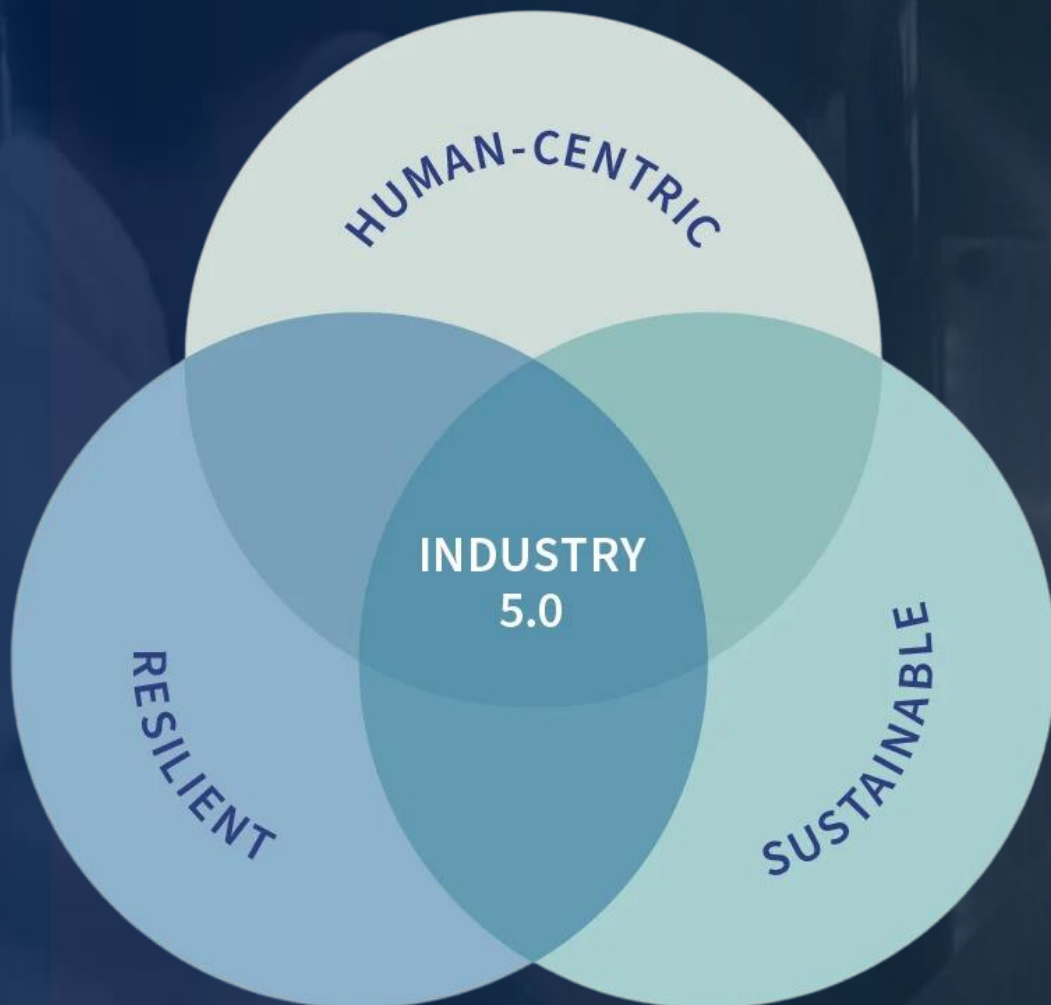 HUMAN-CENTRIC
INDUSTRY
5.0
RESILIENT
SUSTAINABLE